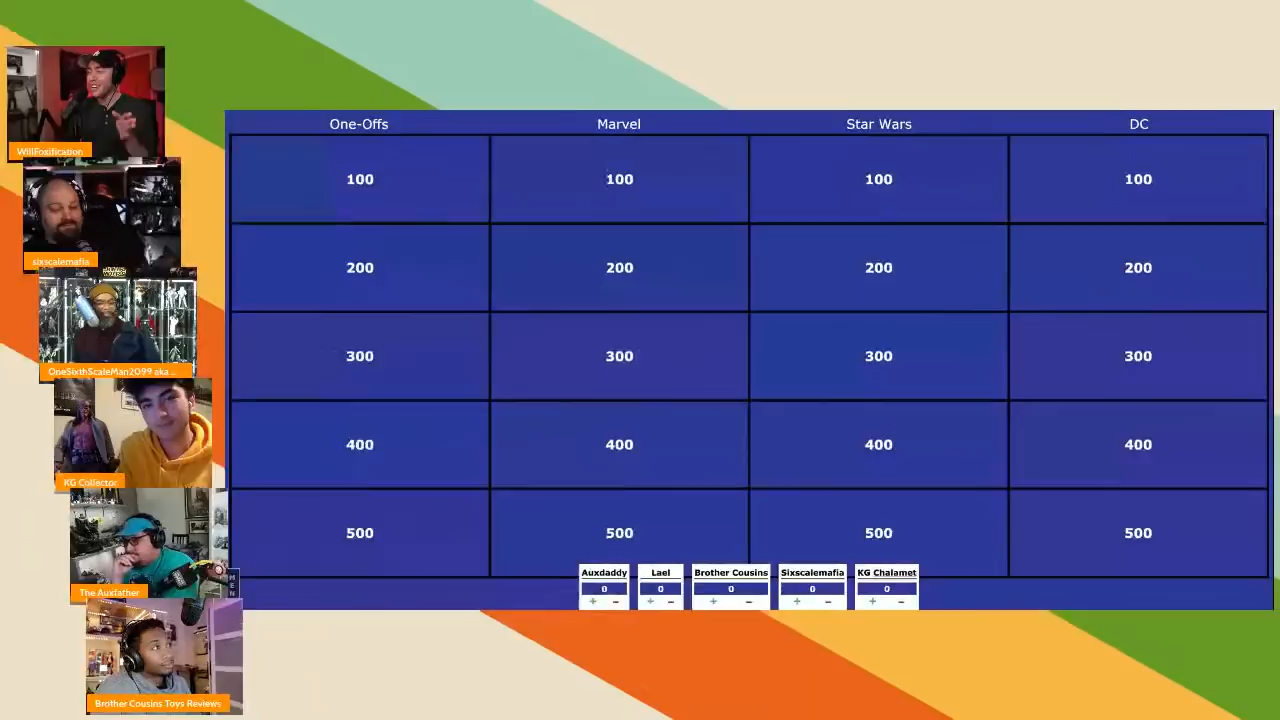 WillFoxification
sixscalemafia
OneSixthScaleMan2099 aka ...
KG Collector
The Auxfather
Brother Cousins Toys Reviews
One-Offs Marvel Star Wars DC
100 100 100 100
200 200 200 200
300 300 300 300
400 400 400 400
500 500 500 500
MEN
Auxdaddy Lael Brother Cousins Sixscalemafia KG Chalamet
0 0 0 0 0
+ − + − + − + − + −